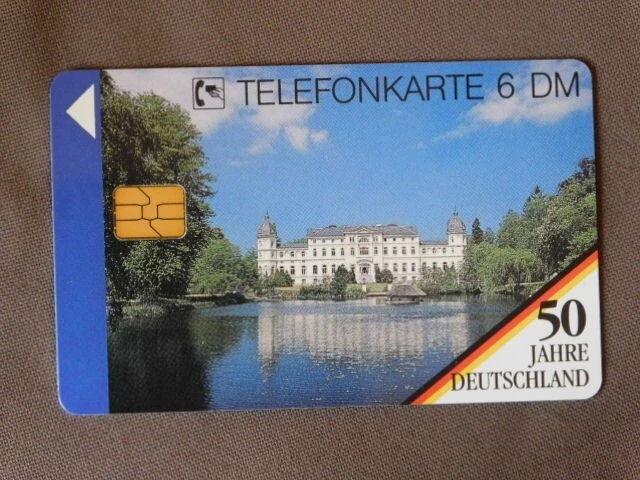 TELEFONKARTE 6 DM
50
JAHRE
DEUTSCHLAND